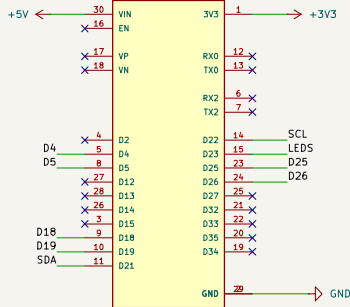 +5V 30 VIN 3V3 1 +3V3
16 EN
17 VP RX0 12
18 VN TX0 13
RX2 6
TX2 7
4 D2 D22 14 SCL
D4 5 D4 D23 15 LEDS
D5 8 D5 D25 23 D25
27 D12 D26 24 D26
28 D13 D27 25
26 D14 D32 21
3 D15 D33 22
D18 9 D18 D35 20
D19 10 D19 D34 19
SDA 11 D21
GND GND